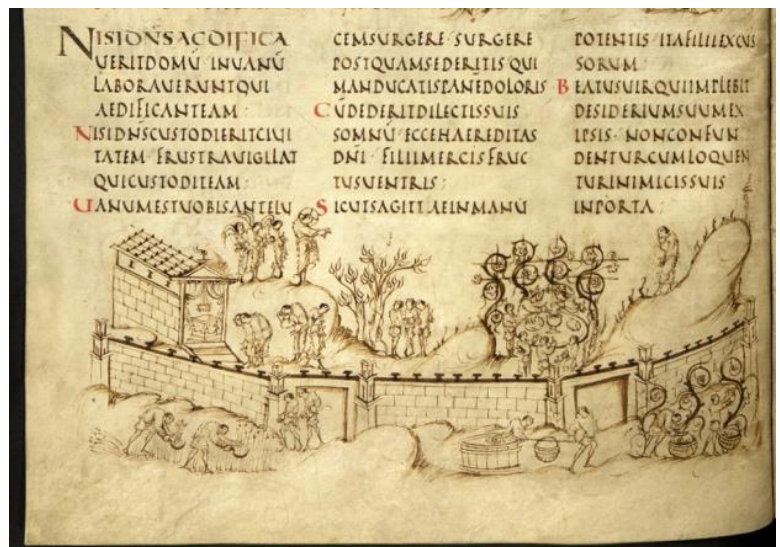 NISIDNSAEDIFICA
UERITDOMU INUANU
LABORAUERUNTQUI
AEDIFICANTEAM
NISIDNSCUSTODIERITCIUI
TATEM FRUSTRAUIGILAT
QUICUSTODITEAM
UANUMESTUOBISANTELU
CEMSURGERE SURGERE
POSTQUAMSEDERITIS QUI
MANDUCATISPANEDOLORIS
CUDEDERITDILECTISSUIS
SOMNU ECCEHAEREDITAS
DNI FILIIMERCISFRUC
TUSUENTRIS
SICUTSAGITTAEINMANU
POTENTIS ITAFILIIEXCUS
SORUM
BEATUSUIRQUIIMPLEBIT
DESIDERIUMSUUMEX
IPSIS NONCONFUN
DENTURCUMLOQUEN
TURINIMICISSUIS
INPORTA